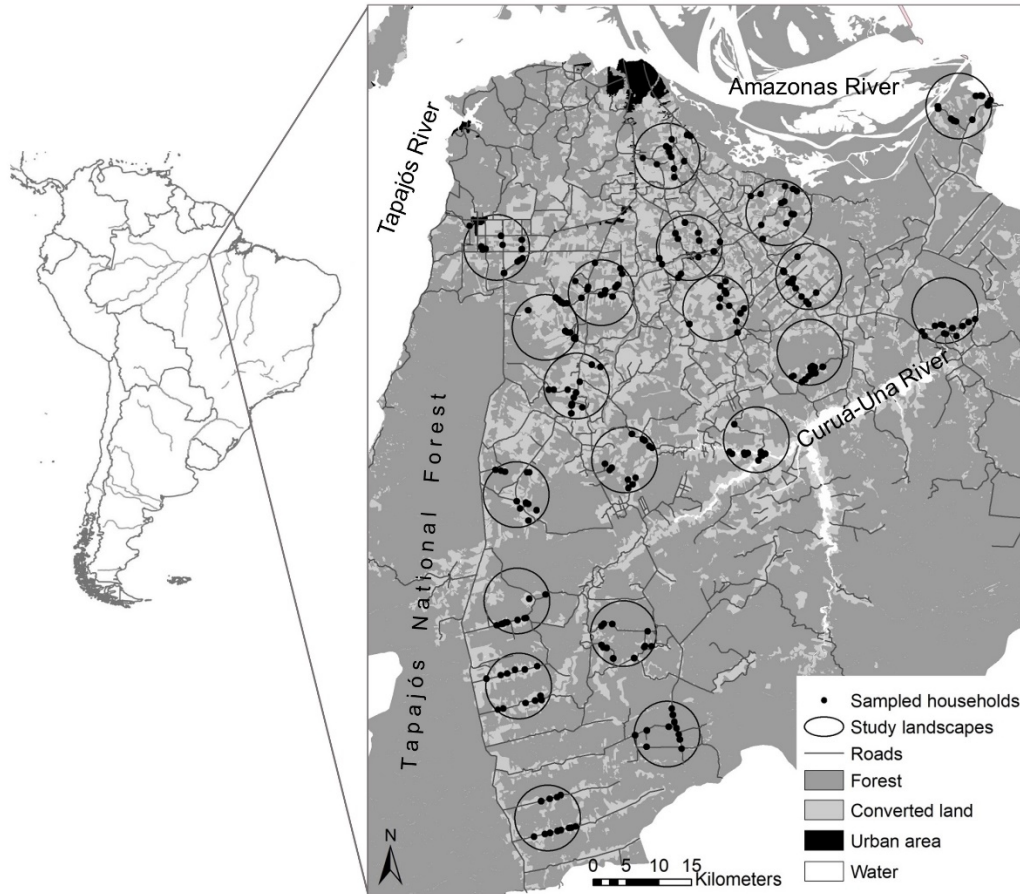 Amazonas River
Tapajós River
Curuá-Una River
Tapajós National Forest
N
0 5 10 15
Kilometers
Sampled households
Study landscapes
Roads
Forest
Converted land
Urban area
Water